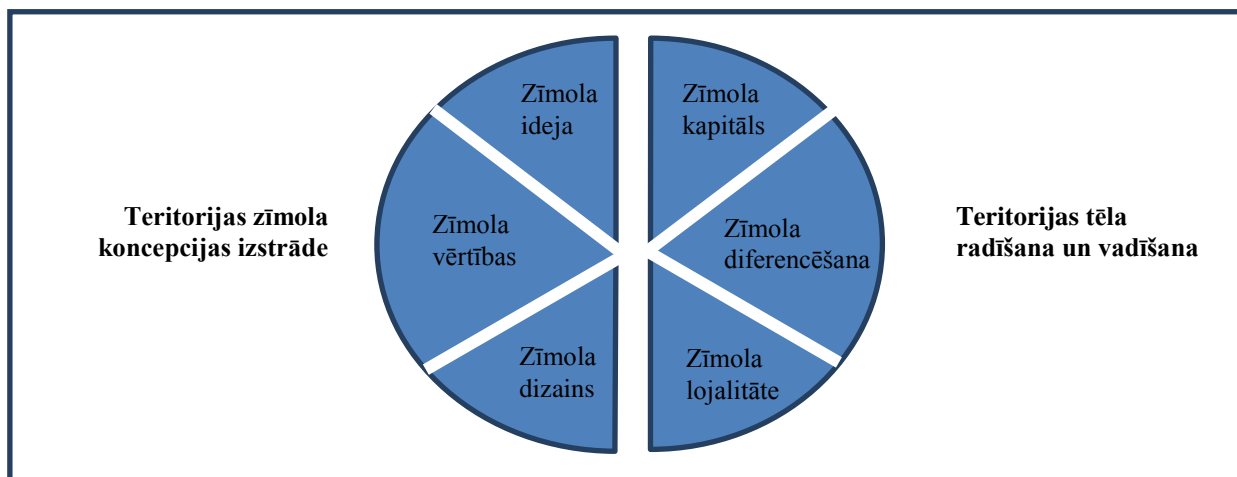 Zīmola
ideja
Zīmola
kapitāls
Teritorijas zīmola
koncepcijas izstrāde
Zīmola
vērtības
Zīmola
diferencēšana
Teritorijas tēla
radīšana un vadīšana
Zīmola
dizains
Zīmola
lojalitāte